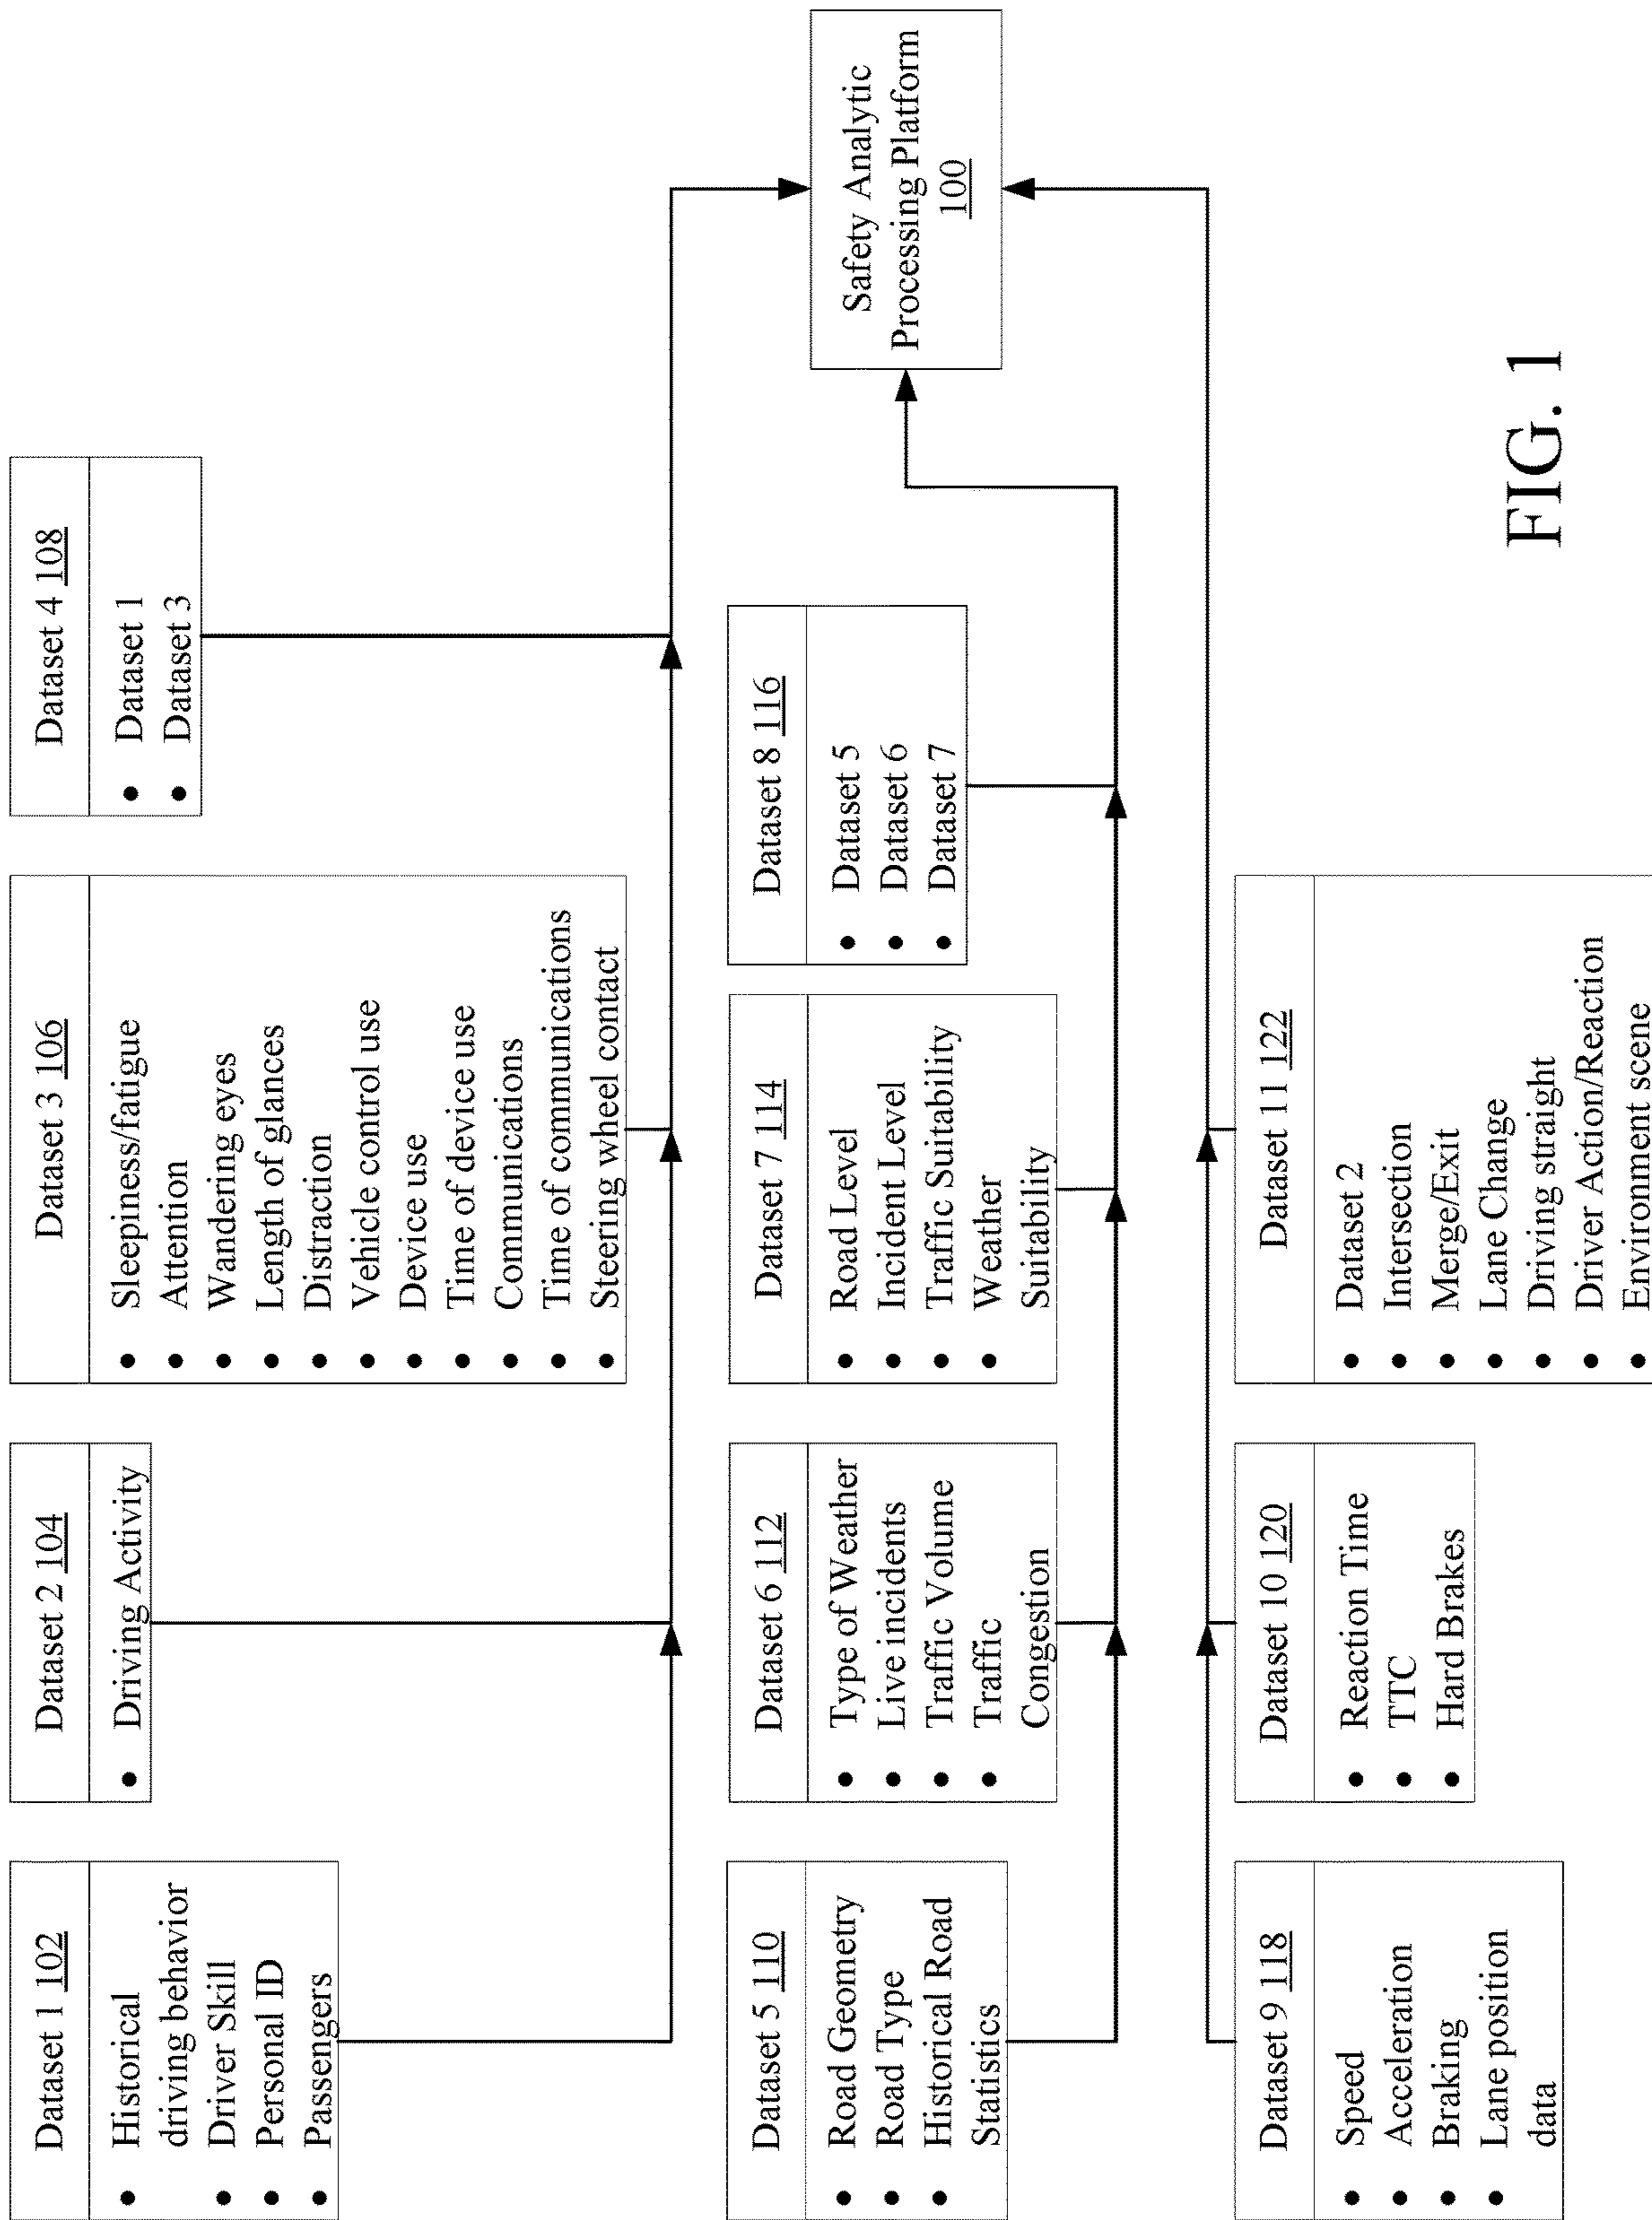 Dataset 1 102
• Historical
driving behavior
• Driver Skill
• Personal ID
• Passengers
Dataset 2 104
• Driving Activity
Dataset 3 106
• Sleepiness/fatigue
• Attention
• Wandering eyes
• Length of glances
• Distraction
• Vehicle control use
• Device use
• Time of device use
• Communications
• Time of communications
• Steering wheel contact
Dataset 4 108
• Dataset 1
• Dataset 3
Dataset 5 110
• Road Geometry
• Road Type
• Historical Road
Statistics
Dataset 6 112
• Type of Weather
• Live incidents
• Traffic Volume
• Traffic
Congestion
Dataset 7 114
• Road Level
• Incident Level
• Traffic Suitability
• Weather
Suitability
Dataset 8 116
• Dataset 5
• Dataset 6
• Dataset 7
Safety Analytic
Processing Platform
100
Dataset 9 118
• Speed
• Acceleration
• Braking
• Lane position
data
Dataset 10 120
• Reaction Time
• TTC
• Hard Brakes
Dataset 11 122
• Dataset 2
• Intersection
• Merge/Exit
• Lane Change
• Driving straight
• Driver Action/Reaction
• Environment scene
FIG. 1